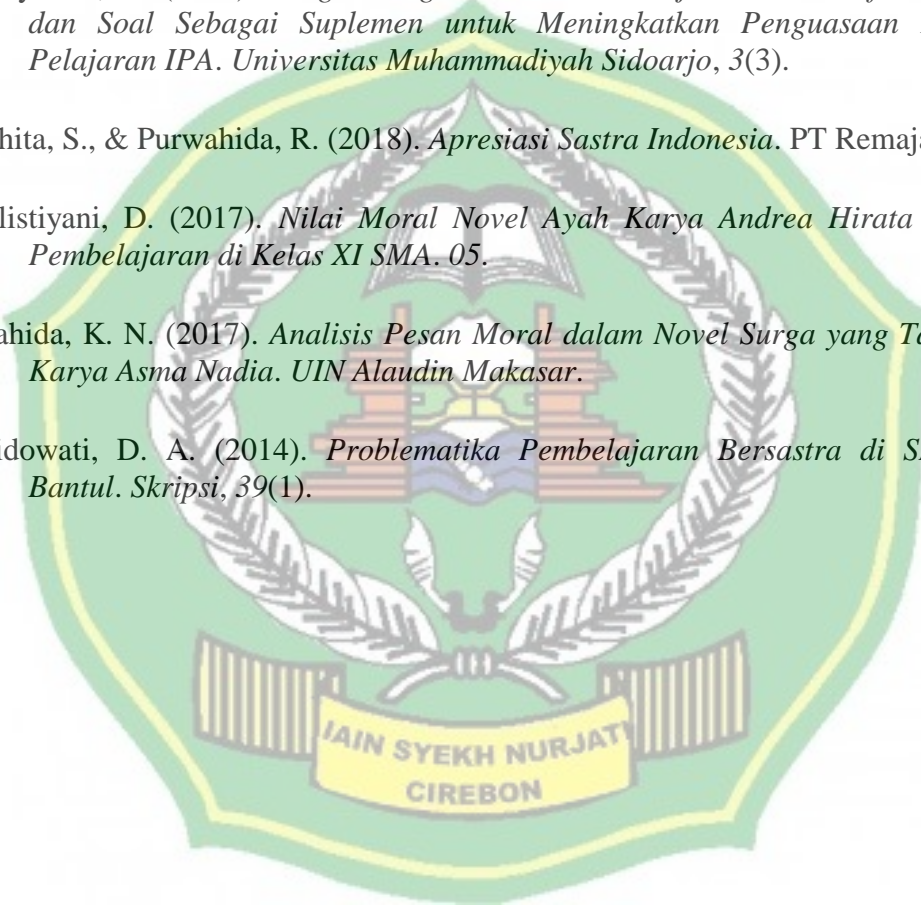 dan Soal Sebagai Suplemen untuk Meningkatkan Penguasaan
Pelajaran IPA. Universitas Muhammadiyah Sidoarjo, 3(3).
hita, S., & Purwahida, R. (2018). Apresiasi Sastra Indonesia. PT Remaja
listiyani, D. (2017). Nilai Moral Novel Ayah Karya Andrea Hirata
Pembelajaran di Kelas XI SMA. 05.
ahida, K. N. (2017). Analisis Pesan Moral dalam Novel Surga yang Ta
Karya Asma Nadia. UIN Alaudin Makasar.
idowati, D. A. (2014). Problematika Pembelajaran Bersastra di S
Bantul. Skripsi, 39(1).
IAIN SYEKH NURJATI
CIREBON